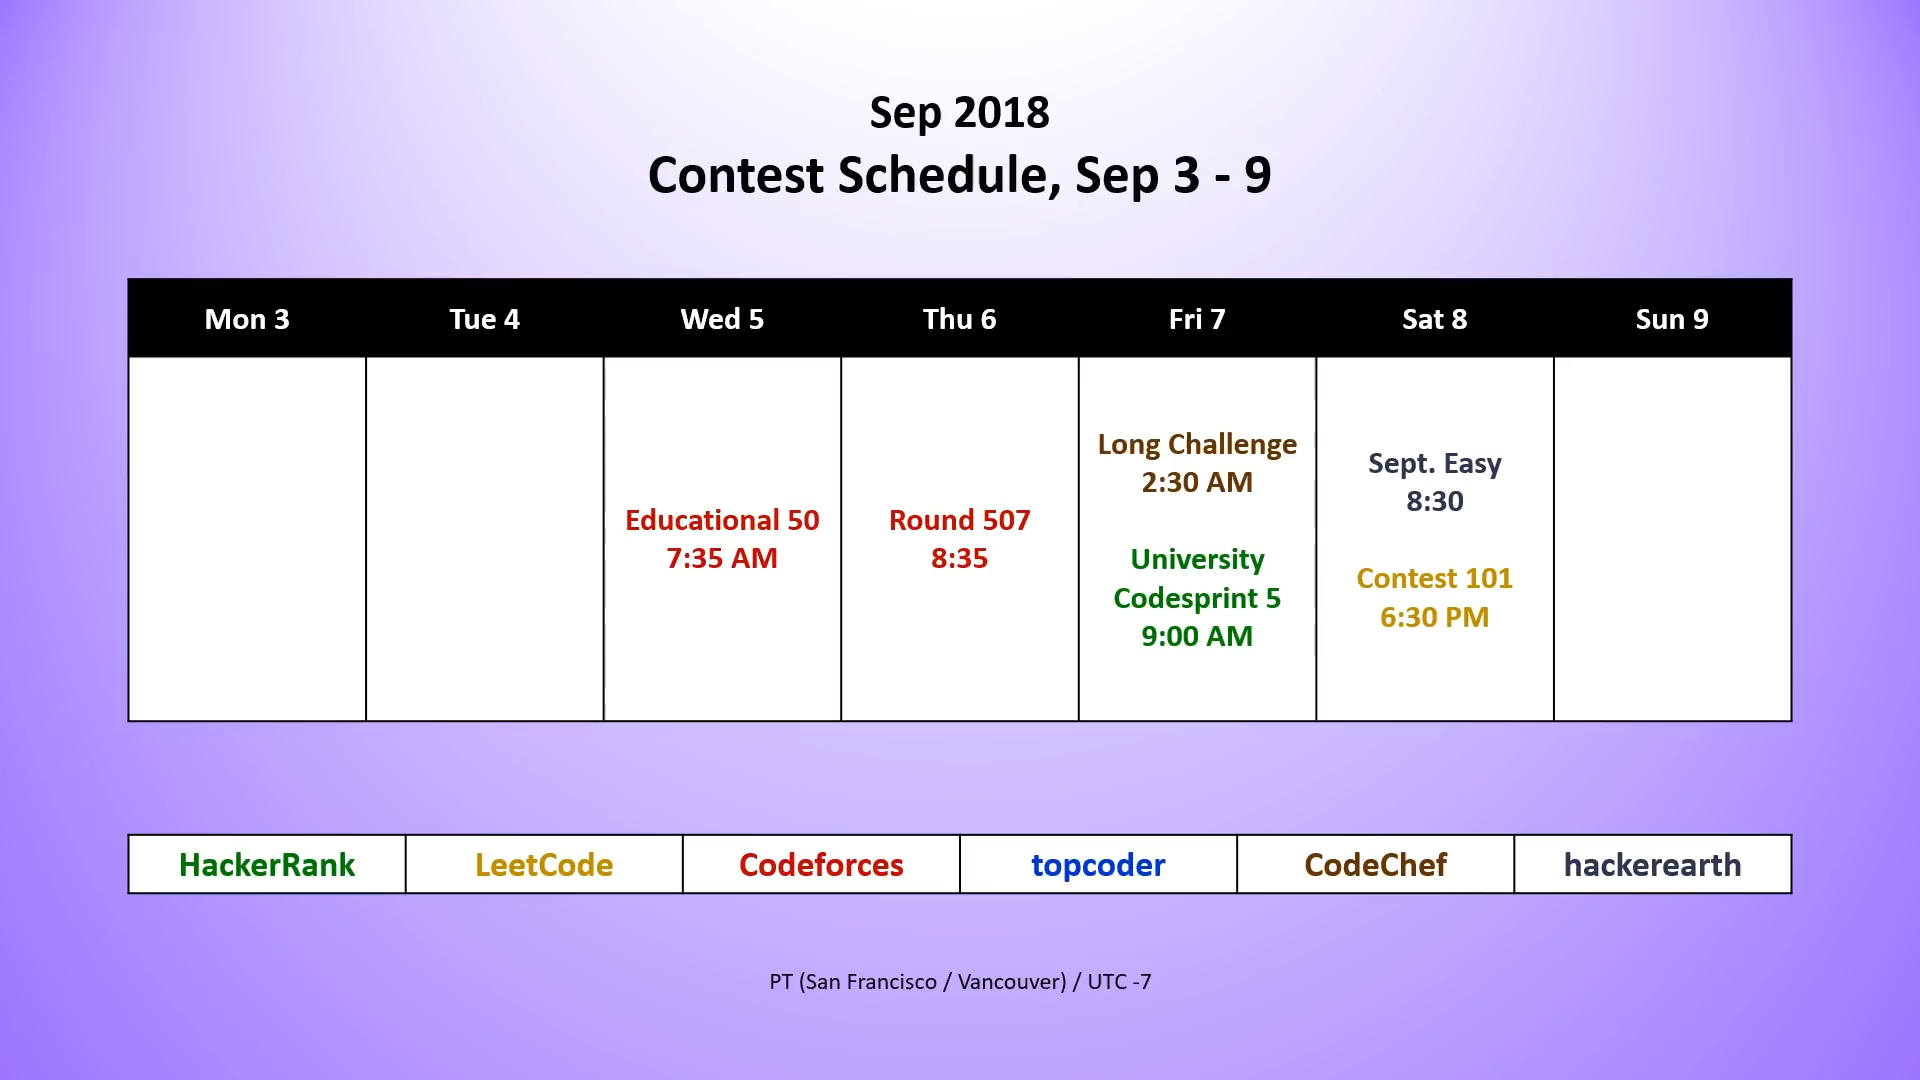 Sep 2018
Contest Schedule, Sep 3 - 9
Mon 3
Tue 4
Wed 5
Thu 6
Fri 7
Sat 8
Sun 9
Educational 50
7:35 AM
Round 507
8:35
Long Challenge
2:30 AM
University
Codesprint 5
9:00 AM
Sept. Easy
8:30
Contest 101
6:30 PM
HackerRank
LeetCode
Codeforces
topcoder
CodeChef
hackerearth
PT (San Francisco / Vancouver) / UTC -7